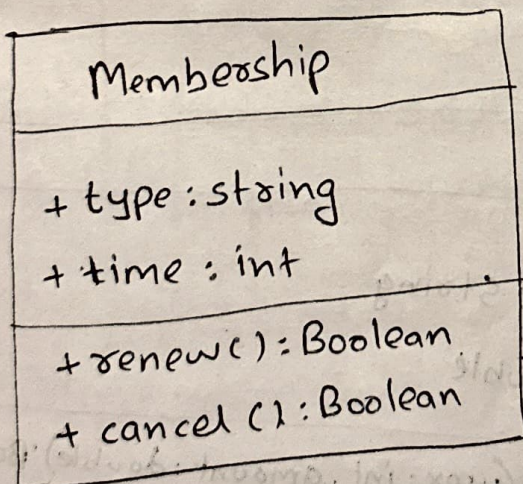 Membership
+ type : string
+ time : int
+ renew() : Boolean
+ cancel() : Boolean